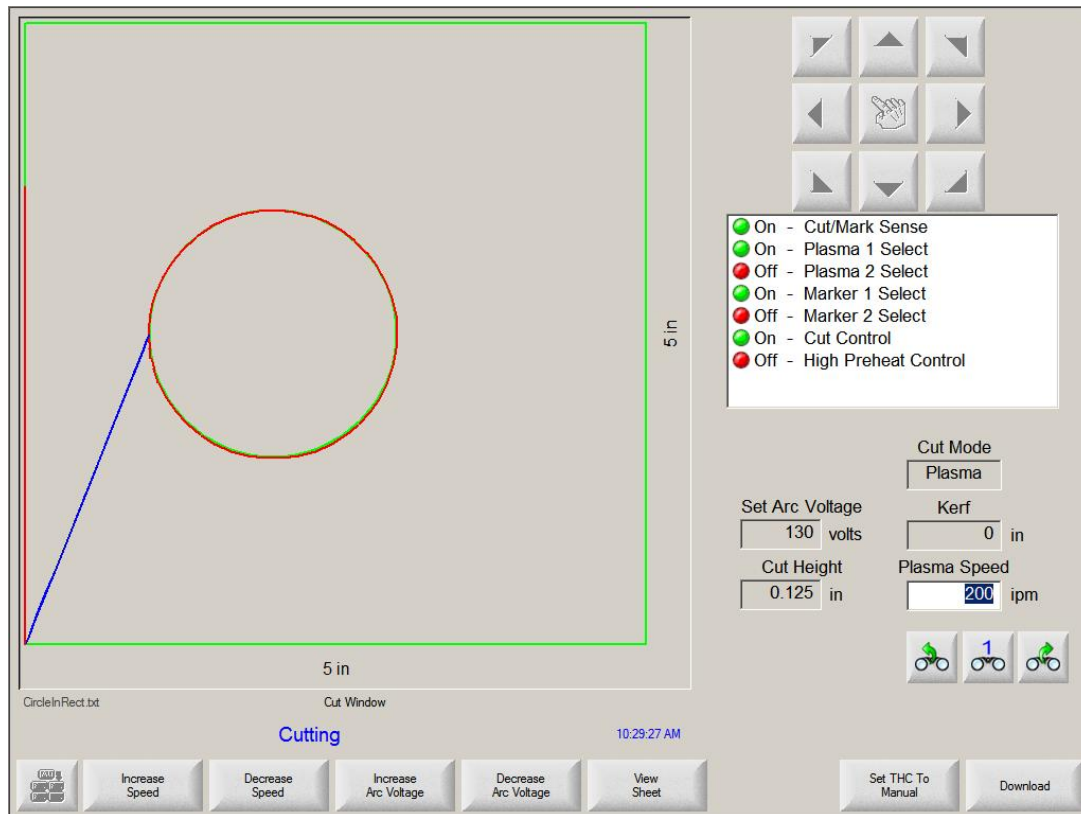 On - Cut/Mark Sense
On - Plasma 1 Select
Off - Plasma 2 Select
On - Marker 1 Select
Off - Marker 2 Select
On - Cut Control
Off - High Preheat Control
5 in
5 in
Cut Mode
Plasma
Set Arc Voltage
130 volts
Kerf
0 in
Cut Height
0.125 in
Plasma Speed
200 ipm
1
CircleInRect.txt
Cut Window
Cutting
10:29:27 AM
Increase
Speed
Decrease
Speed
Increase
Arc Voltage
Decrease
Arc Voltage
View
Sheet
Set THC To
Manual
Download